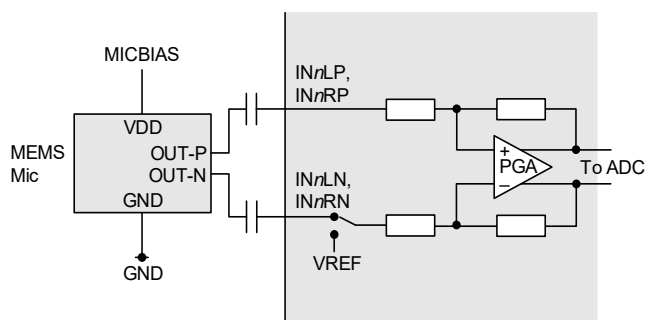 MICBIAS
INnLP,
INnRP
VDD
MEMS
Mic
OUT-P
OUT-N
GND
+
PGA
–
To ADC
INnLN,
INnRN
VREF
GND